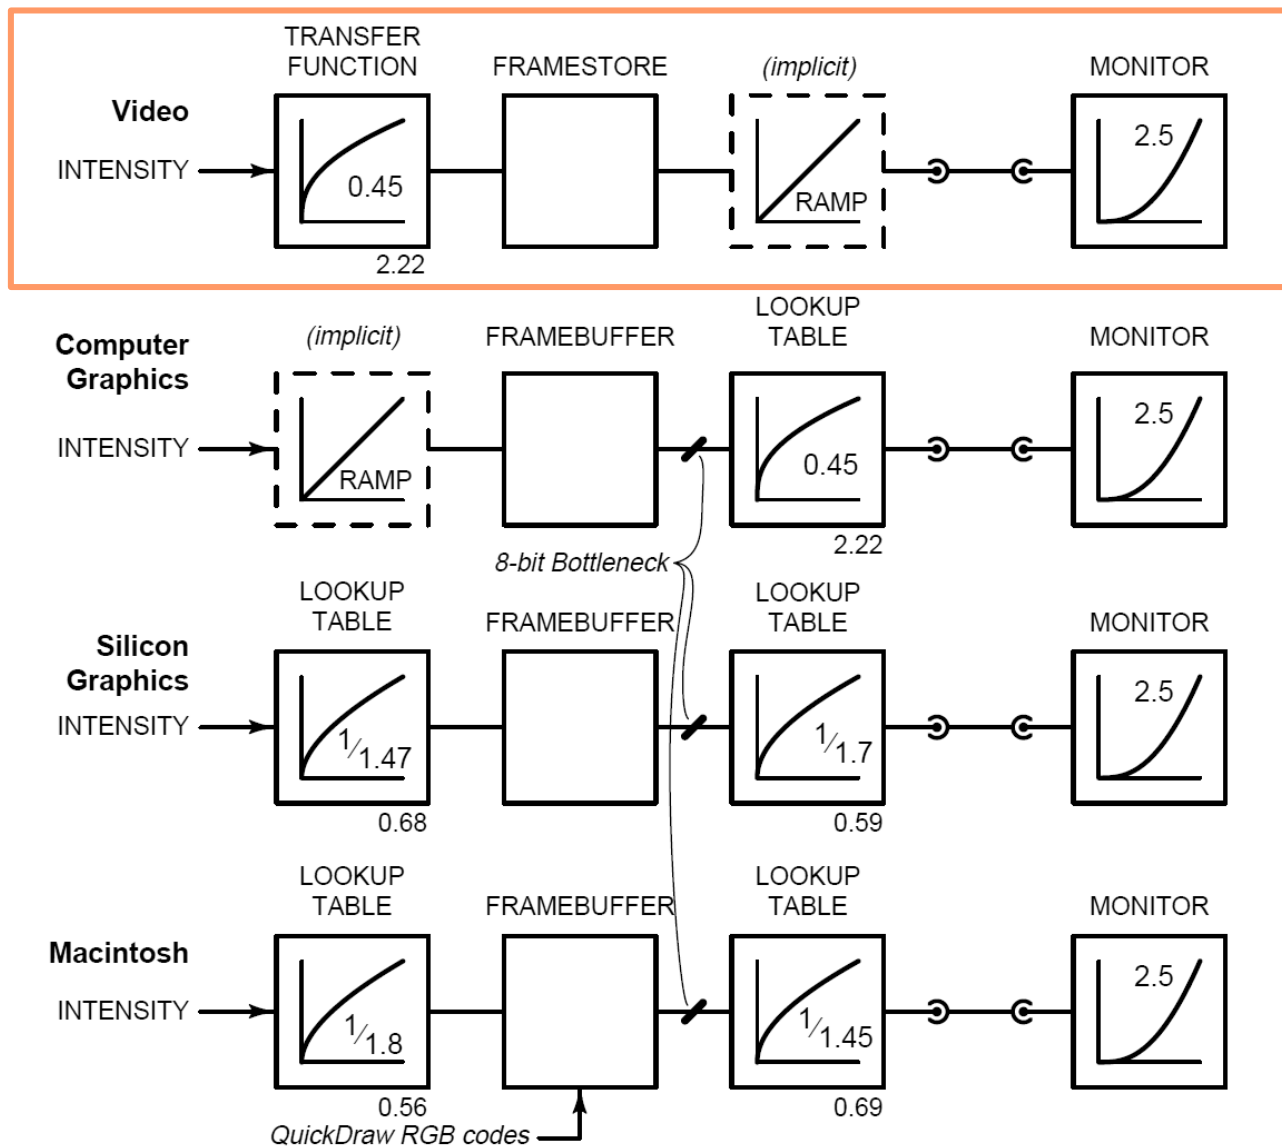 TRANSFER
FUNCTION
FRAMESTORE
(implicit)
MONITOR
Video
INTENSITY
0.45
RAMP
2.5
2.22
Computer
Graphics
(implicit)
FRAMEBUFFER
LOOKUP
TABLE
MONITOR
INTENSITY
RAMP
0.45
2.5
2.22
8-bit Bottleneck
Silicon
Graphics
LOOKUP
TABLE
FRAMEBUFFER
LOOKUP
TABLE
MONITOR
INTENSITY
1/1.47
1/1.7
2.5
0.68
0.59
Macintosh
LOOKUP
TABLE
FRAMEBUFFER
LOOKUP
TABLE
MONITOR
INTENSITY
1/1.8
1/1.45
2.5
0.56
0.69
QuickDraw RGB codes